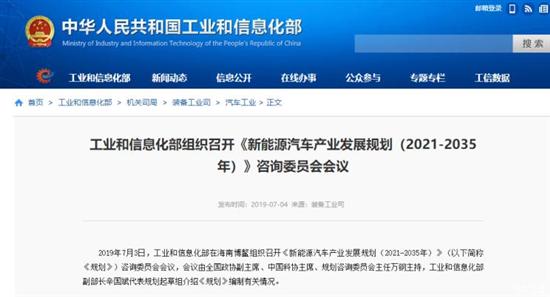 邮箱登录
中华人民共和国工业和信息化部
Ministry of Industry and Information Technology of the People's Republic of China
搜 索
工业和信息化部 新闻动态 信息公开 在线办事 公众参与 专题专栏 工信数据
首页 > 工业和信息化部 > 机关司局 > 装备工业司 > 汽车工业 > 正文
工业和信息化部组织召开《新能源汽车产业发展规划（2021-2035
年）》咨询委员会会议
发布时间：2019-07-04 来源：装备工业司
2019年7月3日，工业和信息化部在海南博鳌组织召开《新能源汽车产业发展规划（2021-2035年）》（以下简称
《规划》）咨询委员会会议，会议由全国政协副主席、中国科协主席、规划咨询委员会主任万钢主持，工业和信息化部
副部长辛国斌代表规划起草组介绍《规划》编制有关情况。